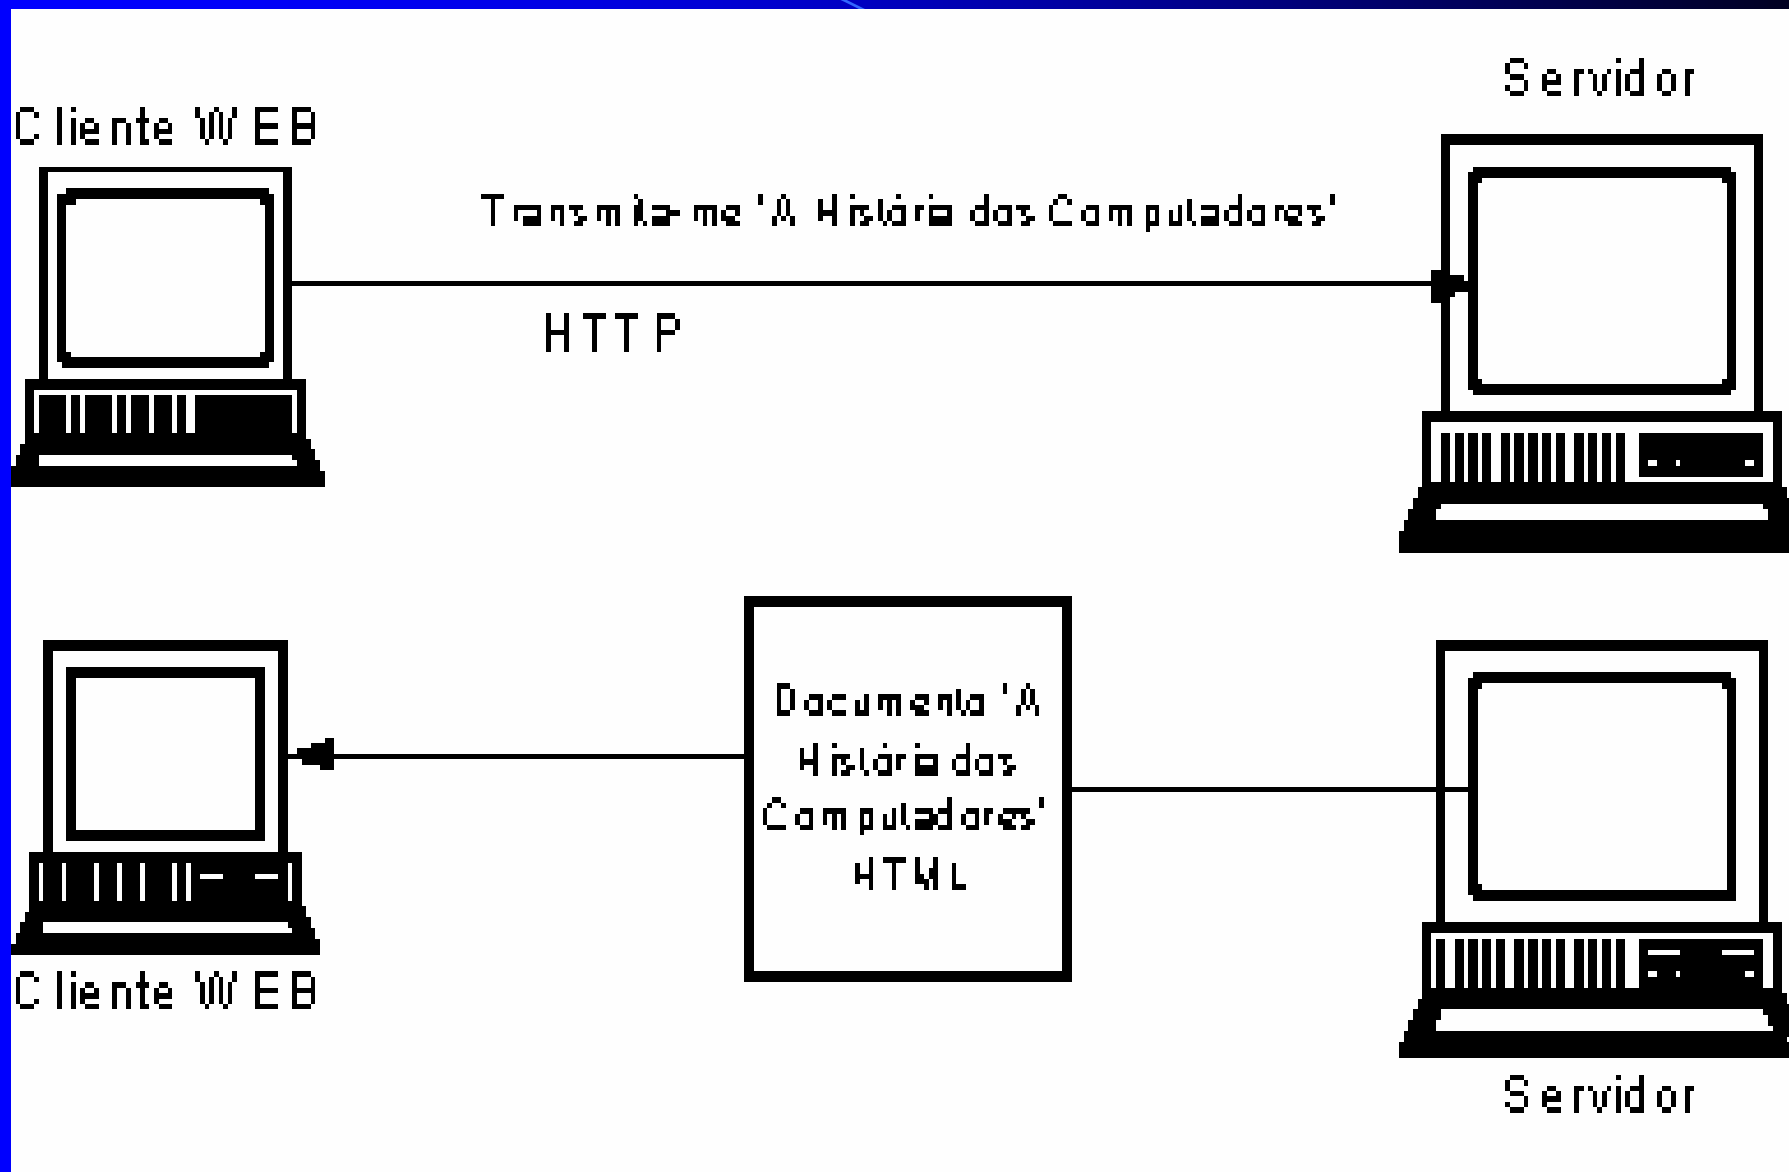 Servidor
Cliente WEB
Transmita-me 'A História dos Computadores'
HTTP
Documento 'A
História dos
Computadores'
HTML
Cliente WEB
Servidor